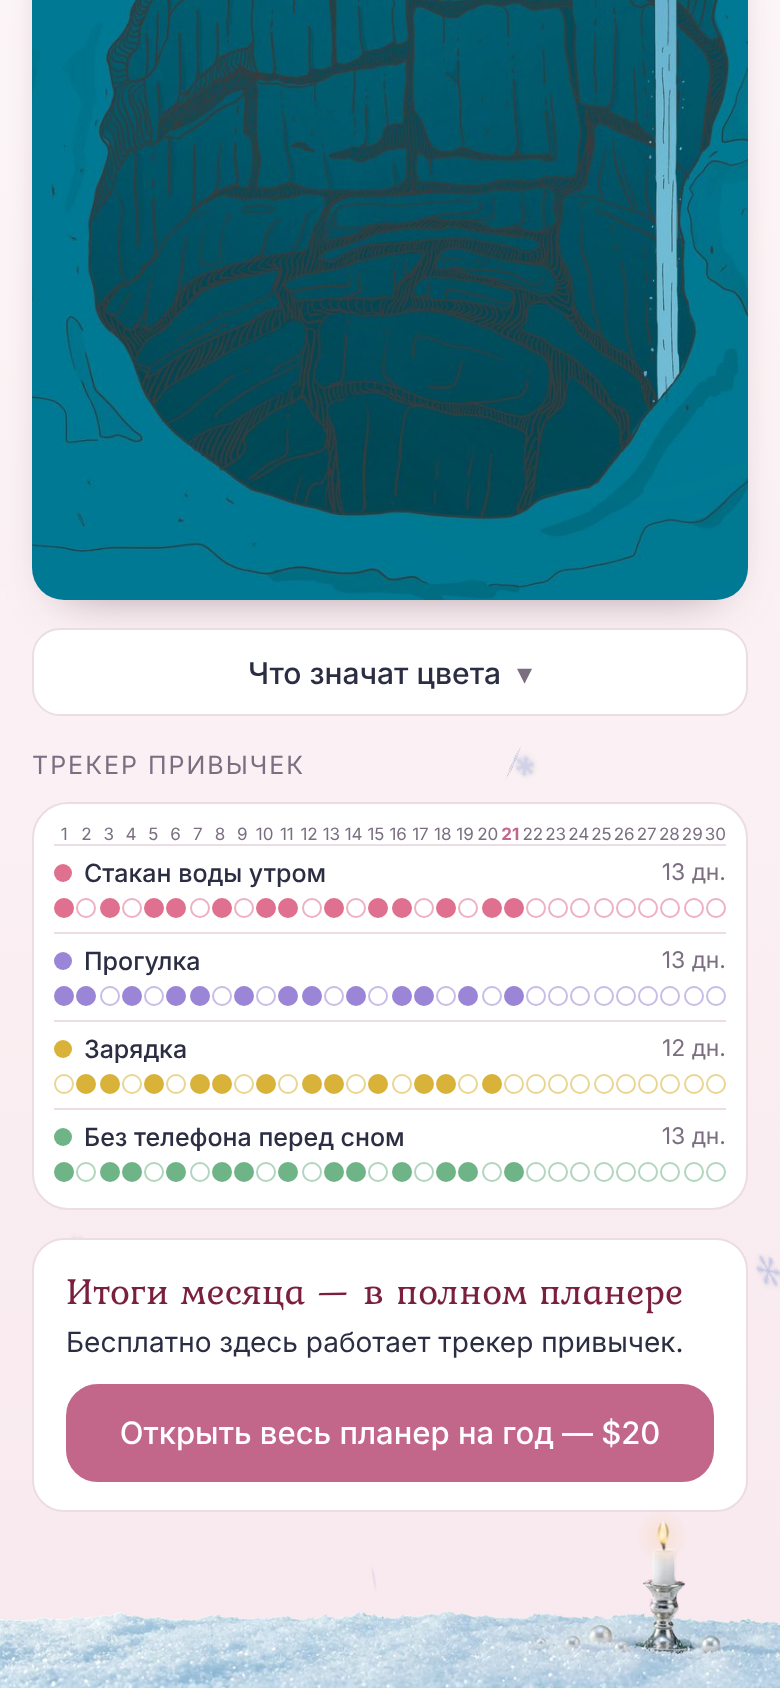 Что значат цвета ▼
ТРЕКЕР ПРИВЫЧЕК
1 2 3 4 5 6 7 8 9 10 11 12 13 14 15 16 17 18 19 20 21 22 23 24 25 26 27 28 29 30
Стакан воды утром 13 дн.
Прогулка 13 дн.
Зарядка 12 дн.
Без телефона перед сном 13 дн.
Итоги месяца — в полном планере
Бесплатно здесь работает трекер привычек.
Открыть весь планер на год — $20